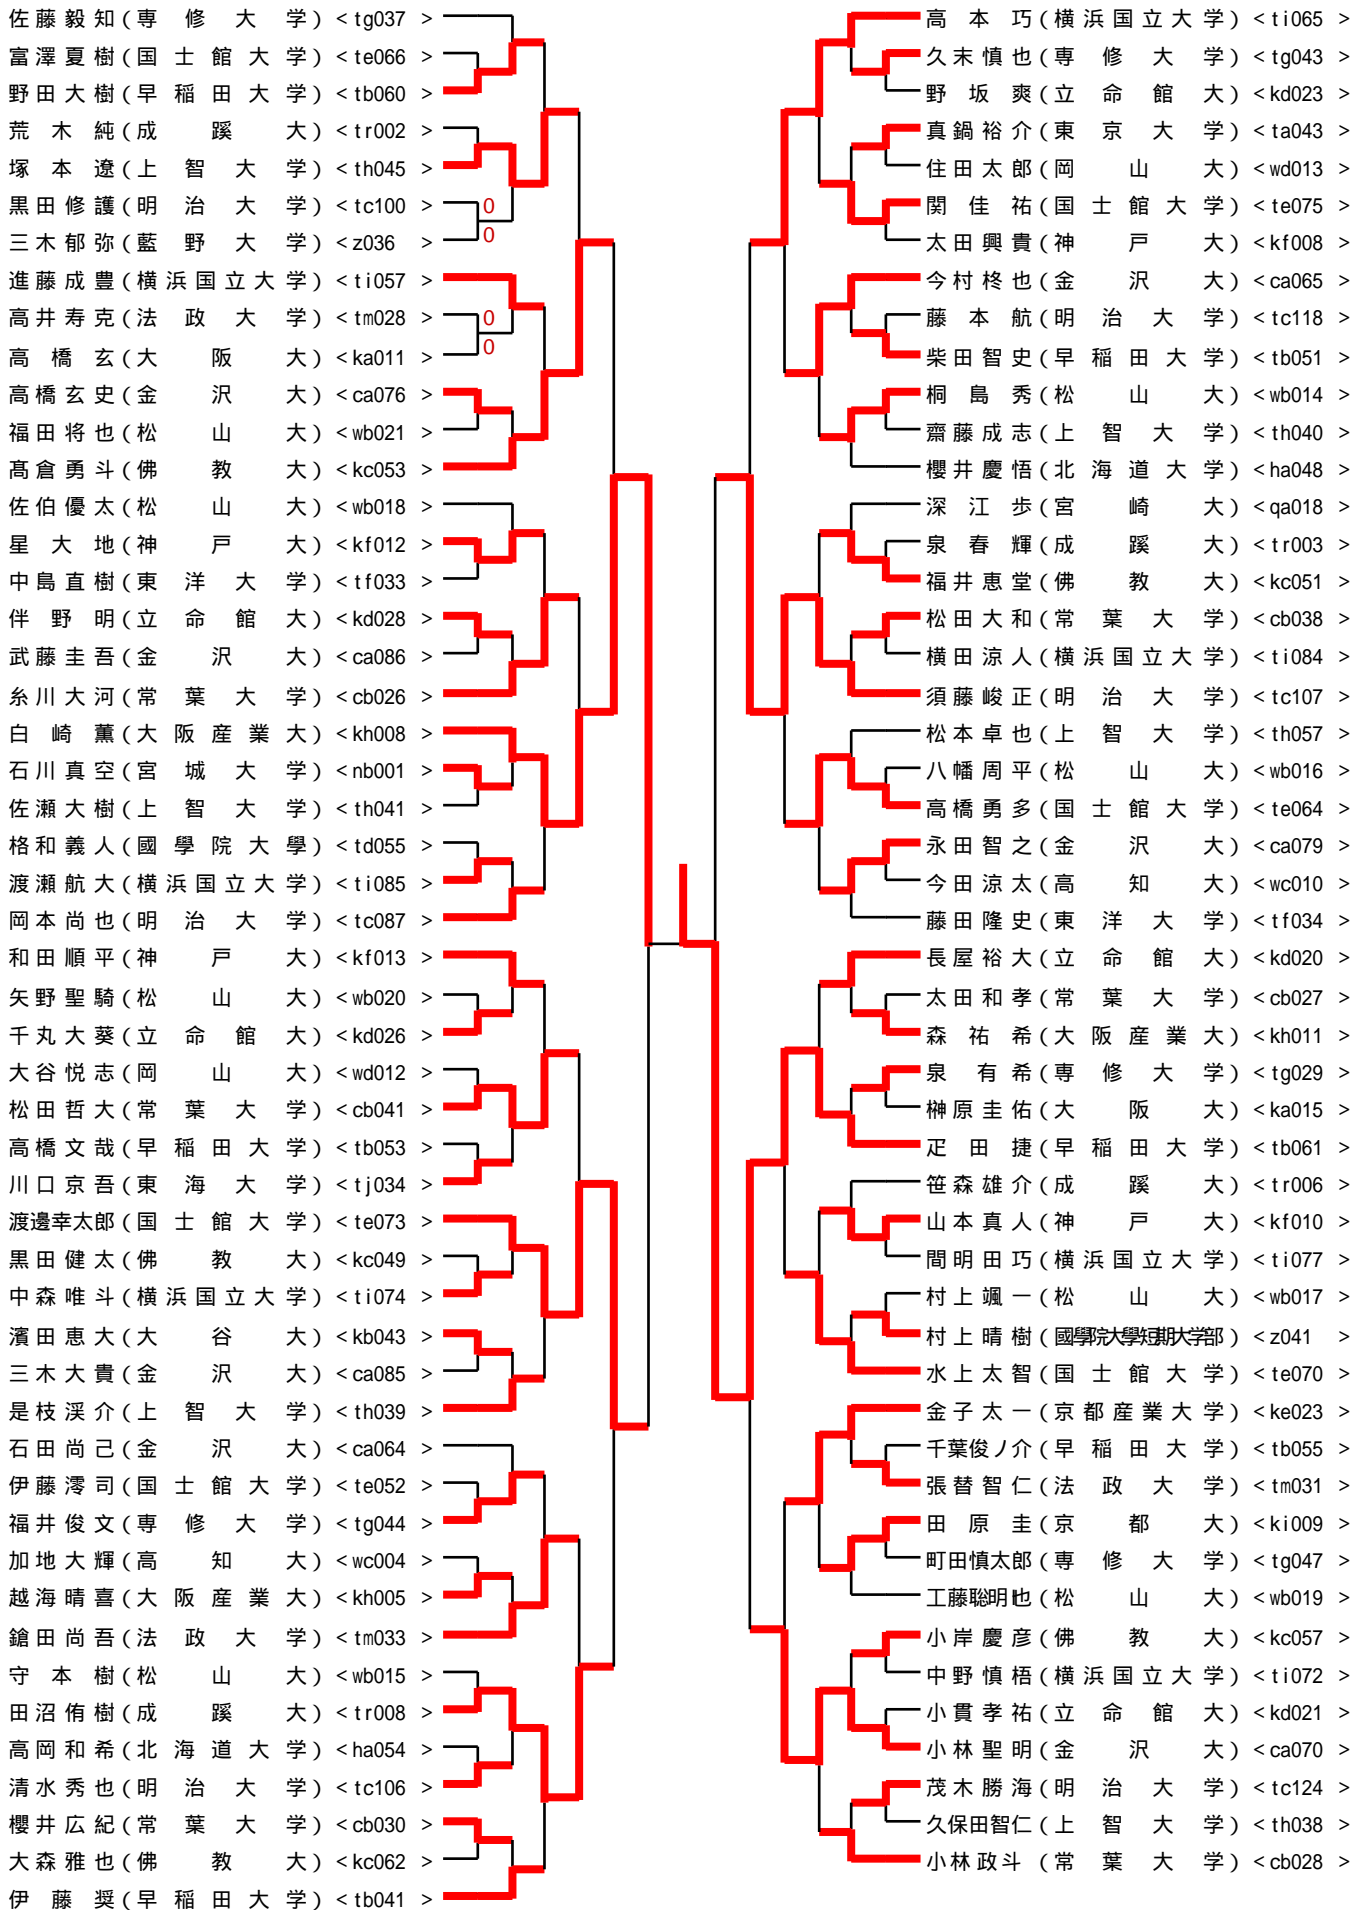 佐藤毅知(専修大学)<tg037 >
富澤夏樹(国士館大学)<te066 >
野田大樹(早稲田大学)<tb060 >
荒木純(成蹊大)<tr002 >
塚本遼(上智大学)<th045 >
黒田修護(明治大学)<tc100 > 0
三木郁弥(藍野大学)<z036 > 0
進藤成豊(横浜国立大学)<ti057 >
高井寿克(法政大学)<tm028 > 0
高橋玄(大阪大)<ka011 > 0
高橋玄史(金沢大)<ca076 >
福田将也(松山大)<wb021 >
髙倉勇斗(佛教大)<kc053 >
佐伯優太(松山大)<wb018 >
星大地(神戸大)<kf012 >
中島直樹(東洋大学)<tf033 >
伴野明(立命館大)<kd028 >
武藤圭吾(金沢大)<ca086 >
糸川大河(常葉大学)<cb026 >
白崎薫(大阪産業大)<kh008 >
石川真空(宮城大学)<nb001 >
佐瀬大樹(上智大学)<th041 >
格和義人(國學院大學)<td055 >
渡瀬航大(横浜国立大学)<ti085 >
岡本尚也(明治大学)<tc087 >
和田順平(神戸大)<kf013 >
矢野聖騎(松山大)<wb020 >
千丸大葵(立命館大)<kd026 >
大谷悦志(岡山大)<wd012 >
松田哲大(常葉大学)<cb041 >
高橋文哉(早稲田大学)<tb053 >
川口京吾(東海大学)<tj034 >
渡邊幸太郎(国士館大学)<te073 >
黒田健太(佛教大)<kc049 >
中森唯斗(横浜国立大学)<ti074 >
濱田恵大(大谷大)<kb043 >
三木大貴(金沢大)<ca085 >
是枝渓介(上智大学)<th039 >
石田尚己(金沢大)<ca064 >
伊藤澪司(国士館大学)<te052 >
福井俊文(専修大学)<tg044 >
加地大輝(高知大)<wc004 >
越海晴喜(大阪産業大)<kh005 >
鎗田尚吾(法政大学)<tm033 >
守本樹(松山大)<wb015 >
田沼侑樹(成蹊大)<tr008 >
高岡和希(北海道大学)<ha054 >
清水秀也(明治大学)<tc106 >
櫻井広紀(常葉大学)<cb030 >
大森雅也(佛教大)<kc062 >
伊藤奨(早稲田大学)<tb041 >
高本巧(横浜国立大学)<ti065 >
久末慎也(専修大学)<tg043 >
野坂爽(立命館大)<kd023 >
真鍋裕介(東京大学)<ta043 >
住田太郎(岡山大)<wd013 >
関佳祐(国士館大学)<te075 >
太田興貴(神戸大)<kf008 >
今村柊也(金沢大)<ca065 >
藤本航(明治大学)<tc118 >
柴田智史(早稲田大学)<tb051 >
桐島秀(松山大)<wb014 >
齋藤成志(上智大学)<th040 >
櫻井慶悟(北海道大学)<ha048 >
深江歩(宮崎大)<qa018 >
泉春輝(成蹊大)<tr003 >
福井恵堂(佛教大)<kc051 >
松田大和(常葉大学)<cb038 >
横田涼人(横浜国立大学)<ti084 >
須藤峻正(明治大学)<tc107 >
松本卓也(上智大学)<th057 >
八幡周平(松山大)<wb016 >
高橋勇多(国士館大学)<te064 >
永田智之(金沢大)<ca079 >
今田涼太(高知大)<wc010 >
藤田隆史(東洋大学)<tf034 >
長屋裕大(立命館大)<kd020 >
太田和孝(常葉大学)<cb027 >
森祐希(大阪産業大)<kh011 >
泉有希(専修大学)<tg029 >
榊原圭佑(大阪大)<ka015 >
疋田捷(早稲田大学)<tb061 >
笹森雄介(成蹊大)<tr006 >
山本真人(神戸大)<kf010 >
間明田巧(横浜国立大学)<ti077 >
村上颯一(松山大)<wb017 >
村上晴樹(國學院大學短期大学部)<z041 >
水上太智(国士館大学)<te070 >
金子太一(京都産業大学)<ke023 >
千葉俊ノ介(早稲田大学)<tb055 >
張替智仁(法政大学)<tm031 >
田原圭(京都大)<ki009 >
町田慎太郎(専修大学)<tg047 >
工藤聡明也(松山大)<wb019 >
小岸慶彦(佛教大)<kc057 >
中野慎梧(横浜国立大学)<ti072 >
小貫孝祐(立命館大)<kd021 >
小林聖明(金沢大)<ca070 >
茂木勝海(明治大学)<tc124 >
久保田智仁(上智大学)<th038 >
小林政斗(常葉大学)<cb028 >